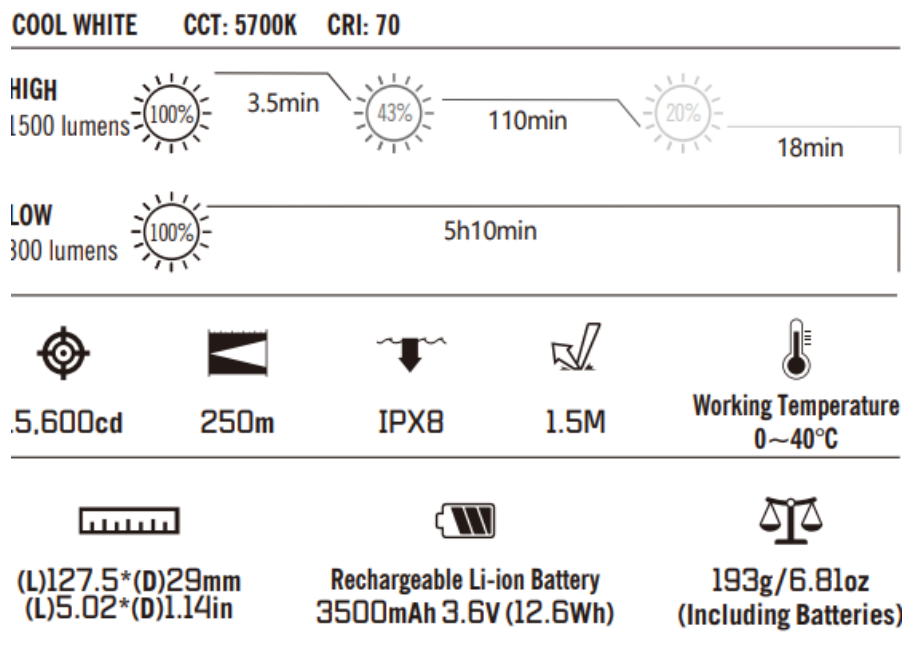 COOL WHITE CCT: 5700K CRI: 70
HIGH
1500 lumens
100%
3.5min
43%
110min
20%
18min
LOW
300 lumens
100%
5h10min
5,600cd
250m
IPX8
1.5M
Working Temperature
0~40°C
(L)127.5*(D)29mm
(L)5.02*(D)1.14in
Rechargeable Li-ion Battery
3500mAh 3.6V (12.6Wh)
193g/6.81oz
(Including Batteries)